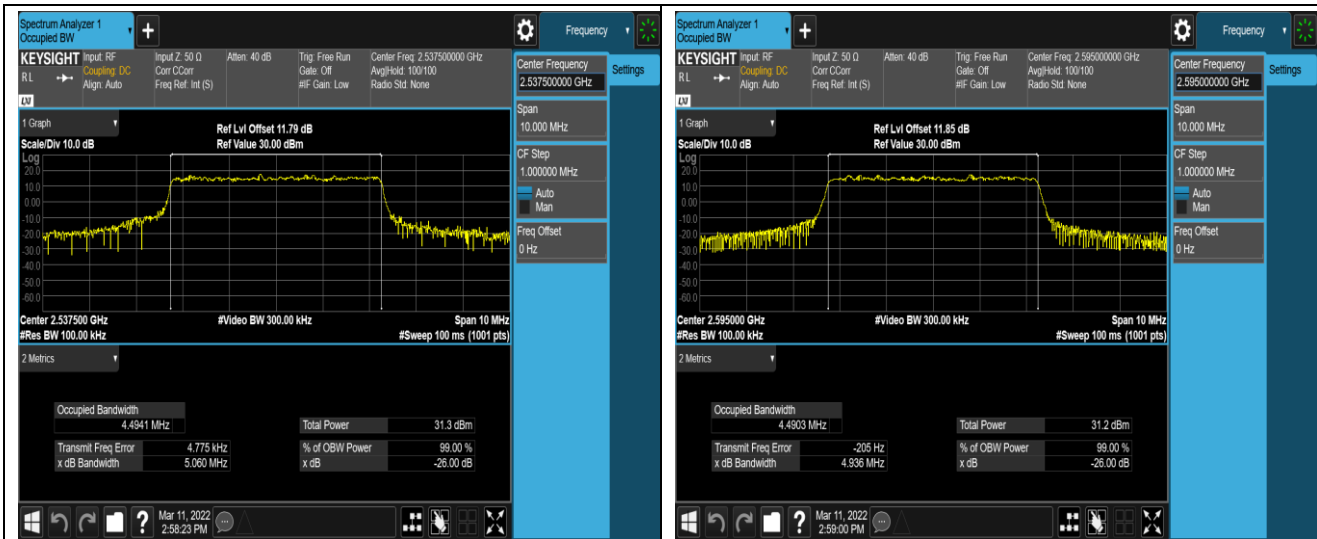 Spectrum Analyzer 1
Occupied BW
Frequency
KEYSIGHT Input: RF
Coupling: DC
Align: Auto
Input Z: 50 Ω
Corr CCorr
Freq Ref: Int (S)
Atten: 40 dB
Trig: Free Run
Gate: Off
#IF Gain: Low
Center Freq: 2.537500000 GHz
Avg|Hold: 100/100
Radio Std: None
RL
LXI
Center Frequency
2.537500000 GHz
Settings
Span
10.000 MHz
CF Step
1.000000 MHz
Auto
Man
Freq Offset
0 Hz
1 Graph
Ref Lvl Offset 11.79 dB
Scale/Div 10.0 dB
Ref Value 30.00 dBm
Log
20.0
10.0
0.00
-10.0
-20.0
-30.0
-40.0
-50.0
-60.0
Center 2.537500 GHz
#Video BW 300.00 kHz
Span 10 MHz
#Res BW 100.00 kHz
#Sweep 100 ms (1001 pts)
2 Metrics
Occupied Bandwidth
4.4941 MHz
Total Power 31.3 dBm
Transmit Freq Error 4.775 kHz
% of OBW Power 99.00 %
x dB Bandwidth 5.060 MHz
x dB -26.00 dB
?
Mar 11, 2022
2:58:23 PM
Spectrum Analyzer 1
Occupied BW
Frequency
KEYSIGHT Input: RF
Coupling: DC
Align: Auto
Input Z: 50 Ω
Corr CCorr
Freq Ref: Int (S)
Atten: 40 dB
Trig: Free Run
Gate: Off
#IF Gain: Low
Center Freq: 2.595000000 GHz
Avg|Hold: 100/100
Radio Std: None
RL
LXI
Center Frequency
2.595000000 GHz
Settings
Span
10.000 MHz
CF Step
1.000000 MHz
Auto
Man
Freq Offset
0 Hz
1 Graph
Ref Lvl Offset 11.85 dB
Scale/Div 10.0 dB
Ref Value 30.00 dBm
Log
20.0
10.0
0.00
-10.0
-20.0
-30.0
-40.0
-50.0
-60.0
Center 2.595000 GHz
#Video BW 300.00 kHz
Span 10 MHz
#Res BW 100.00 kHz
#Sweep 100 ms (1001 pts)
2 Metrics
Occupied Bandwidth
4.4903 MHz
Total Power 31.2 dBm
Transmit Freq Error -205 Hz
% of OBW Power 99.00 %
x dB Bandwidth 4.936 MHz
x dB -26.00 dB
?
Mar 11, 2022
2:59:00 PM